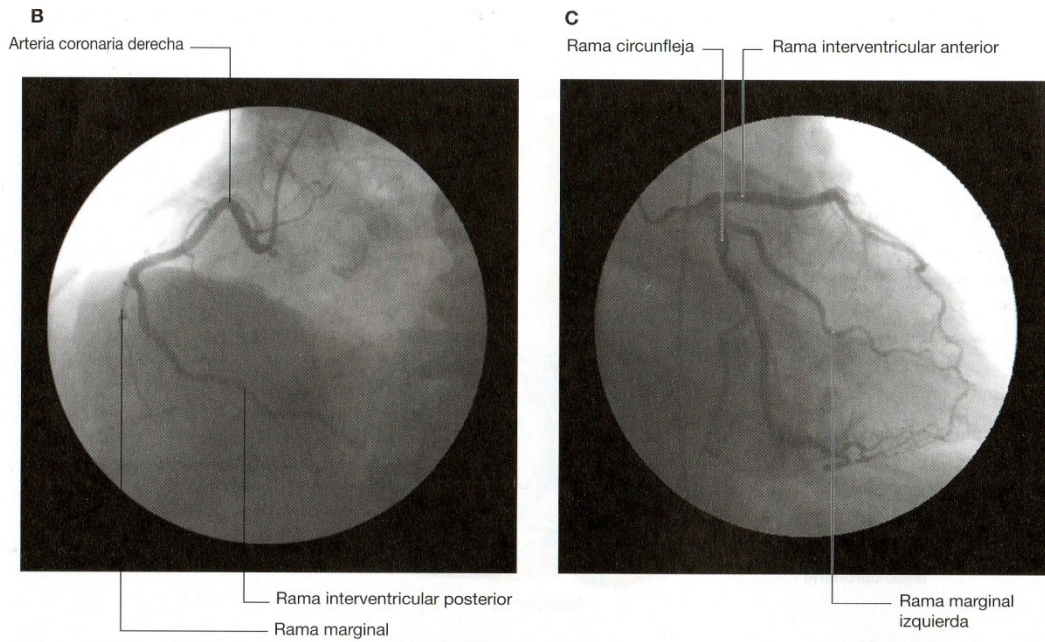 B
Arteria coronaria derecha
Rama interventricular posterior
Rama marginal
C
Rama circunfleja
Rama interventricular anterior
Rama marginal
izquierda